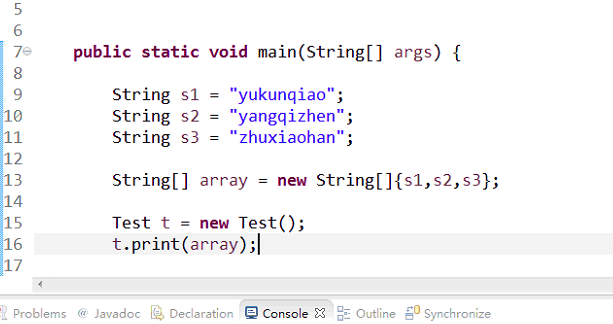 5
6
7 public static void main(String[] args) {
8
9 String s1 = "yukunqiao";
10 String s2 = "yangqizhen";
11 String s3 = "zhuxiaohan";
12
13 String[] array = new String[]{s1,s2,s3};
14
15 Test t = new Test();
16 t.print(array);
17
Problems @ Javadoc Declaration Console Outline Synchronize